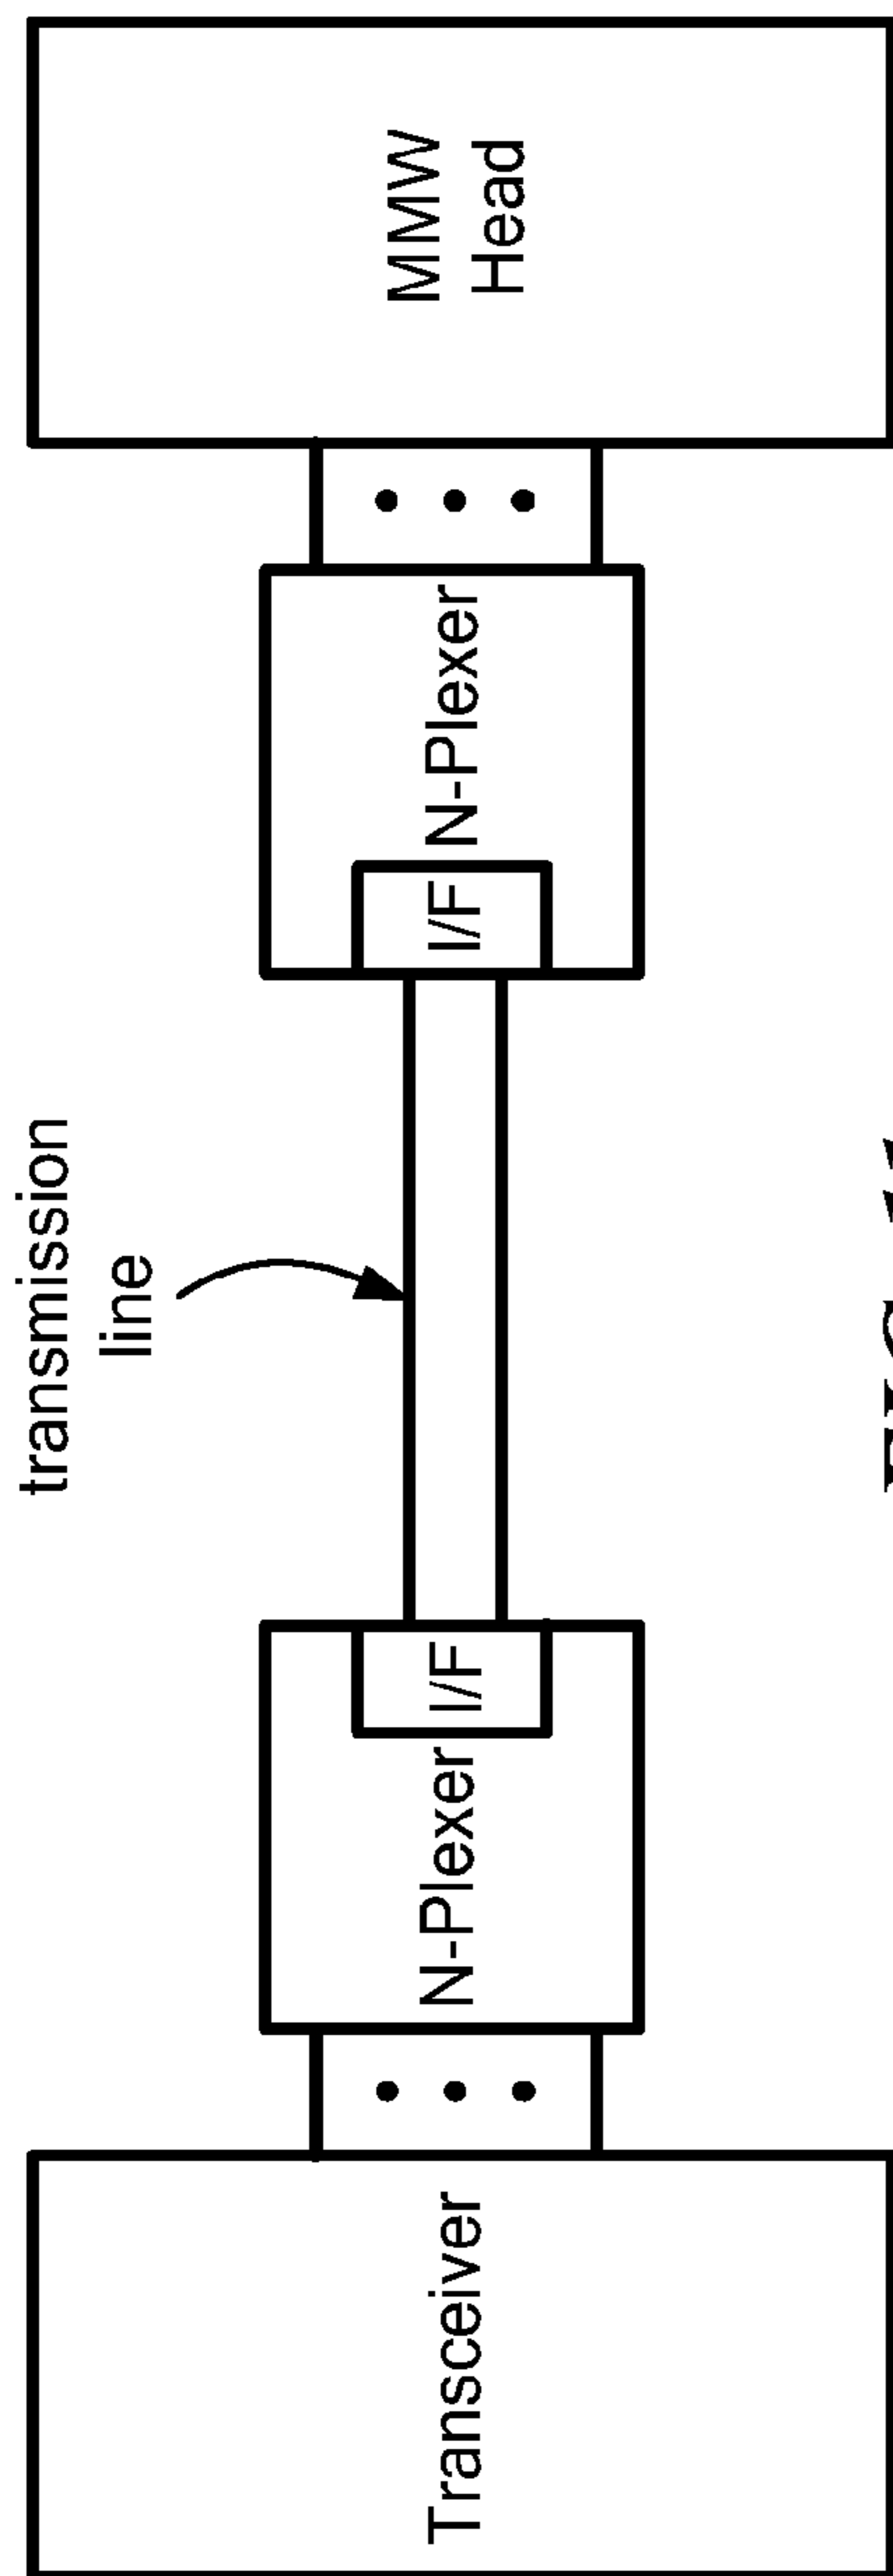 transmission
line
Transceiver
N-Plexer
I/F
I/F
N-Plexer
MMW
Head